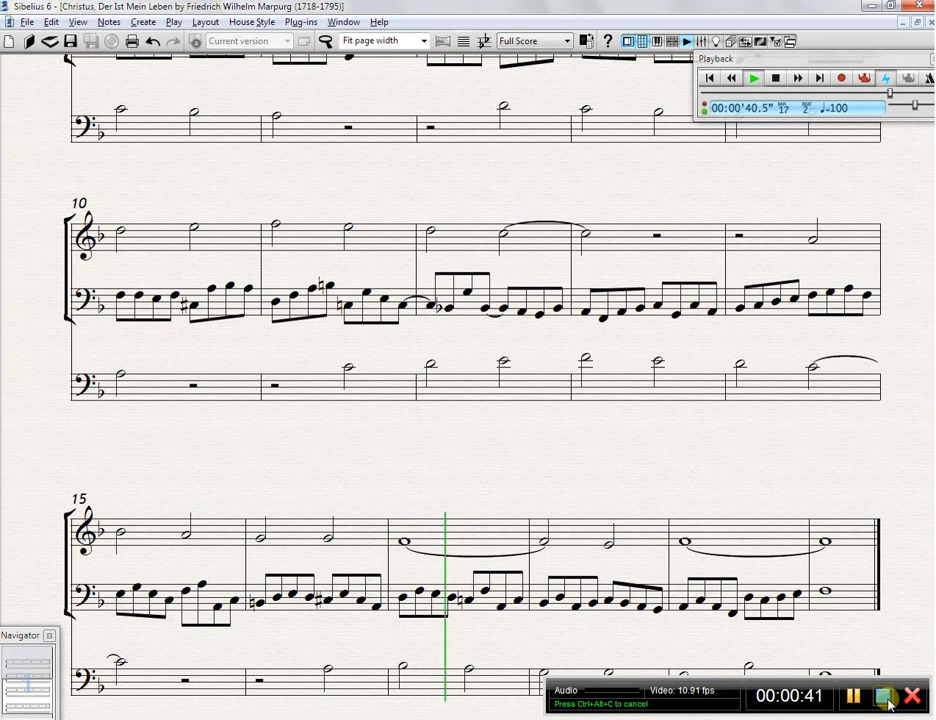 Sibelius 6 - [Christus, Der Ist Mein Leben by Friedrich Wilhelm Marpurg (1718-1795)]
File Edit View Notes Create Play Layout House Style Plug-ins Window Help
Current version Fit page width Full Score
Playback
00:00'40.5" BAR 17 BEAT 2 ♩=100
10
15
Navigator
Audio Video: 10.91 fps
Press Ctrl+Alt+C to cancel
00:00:41